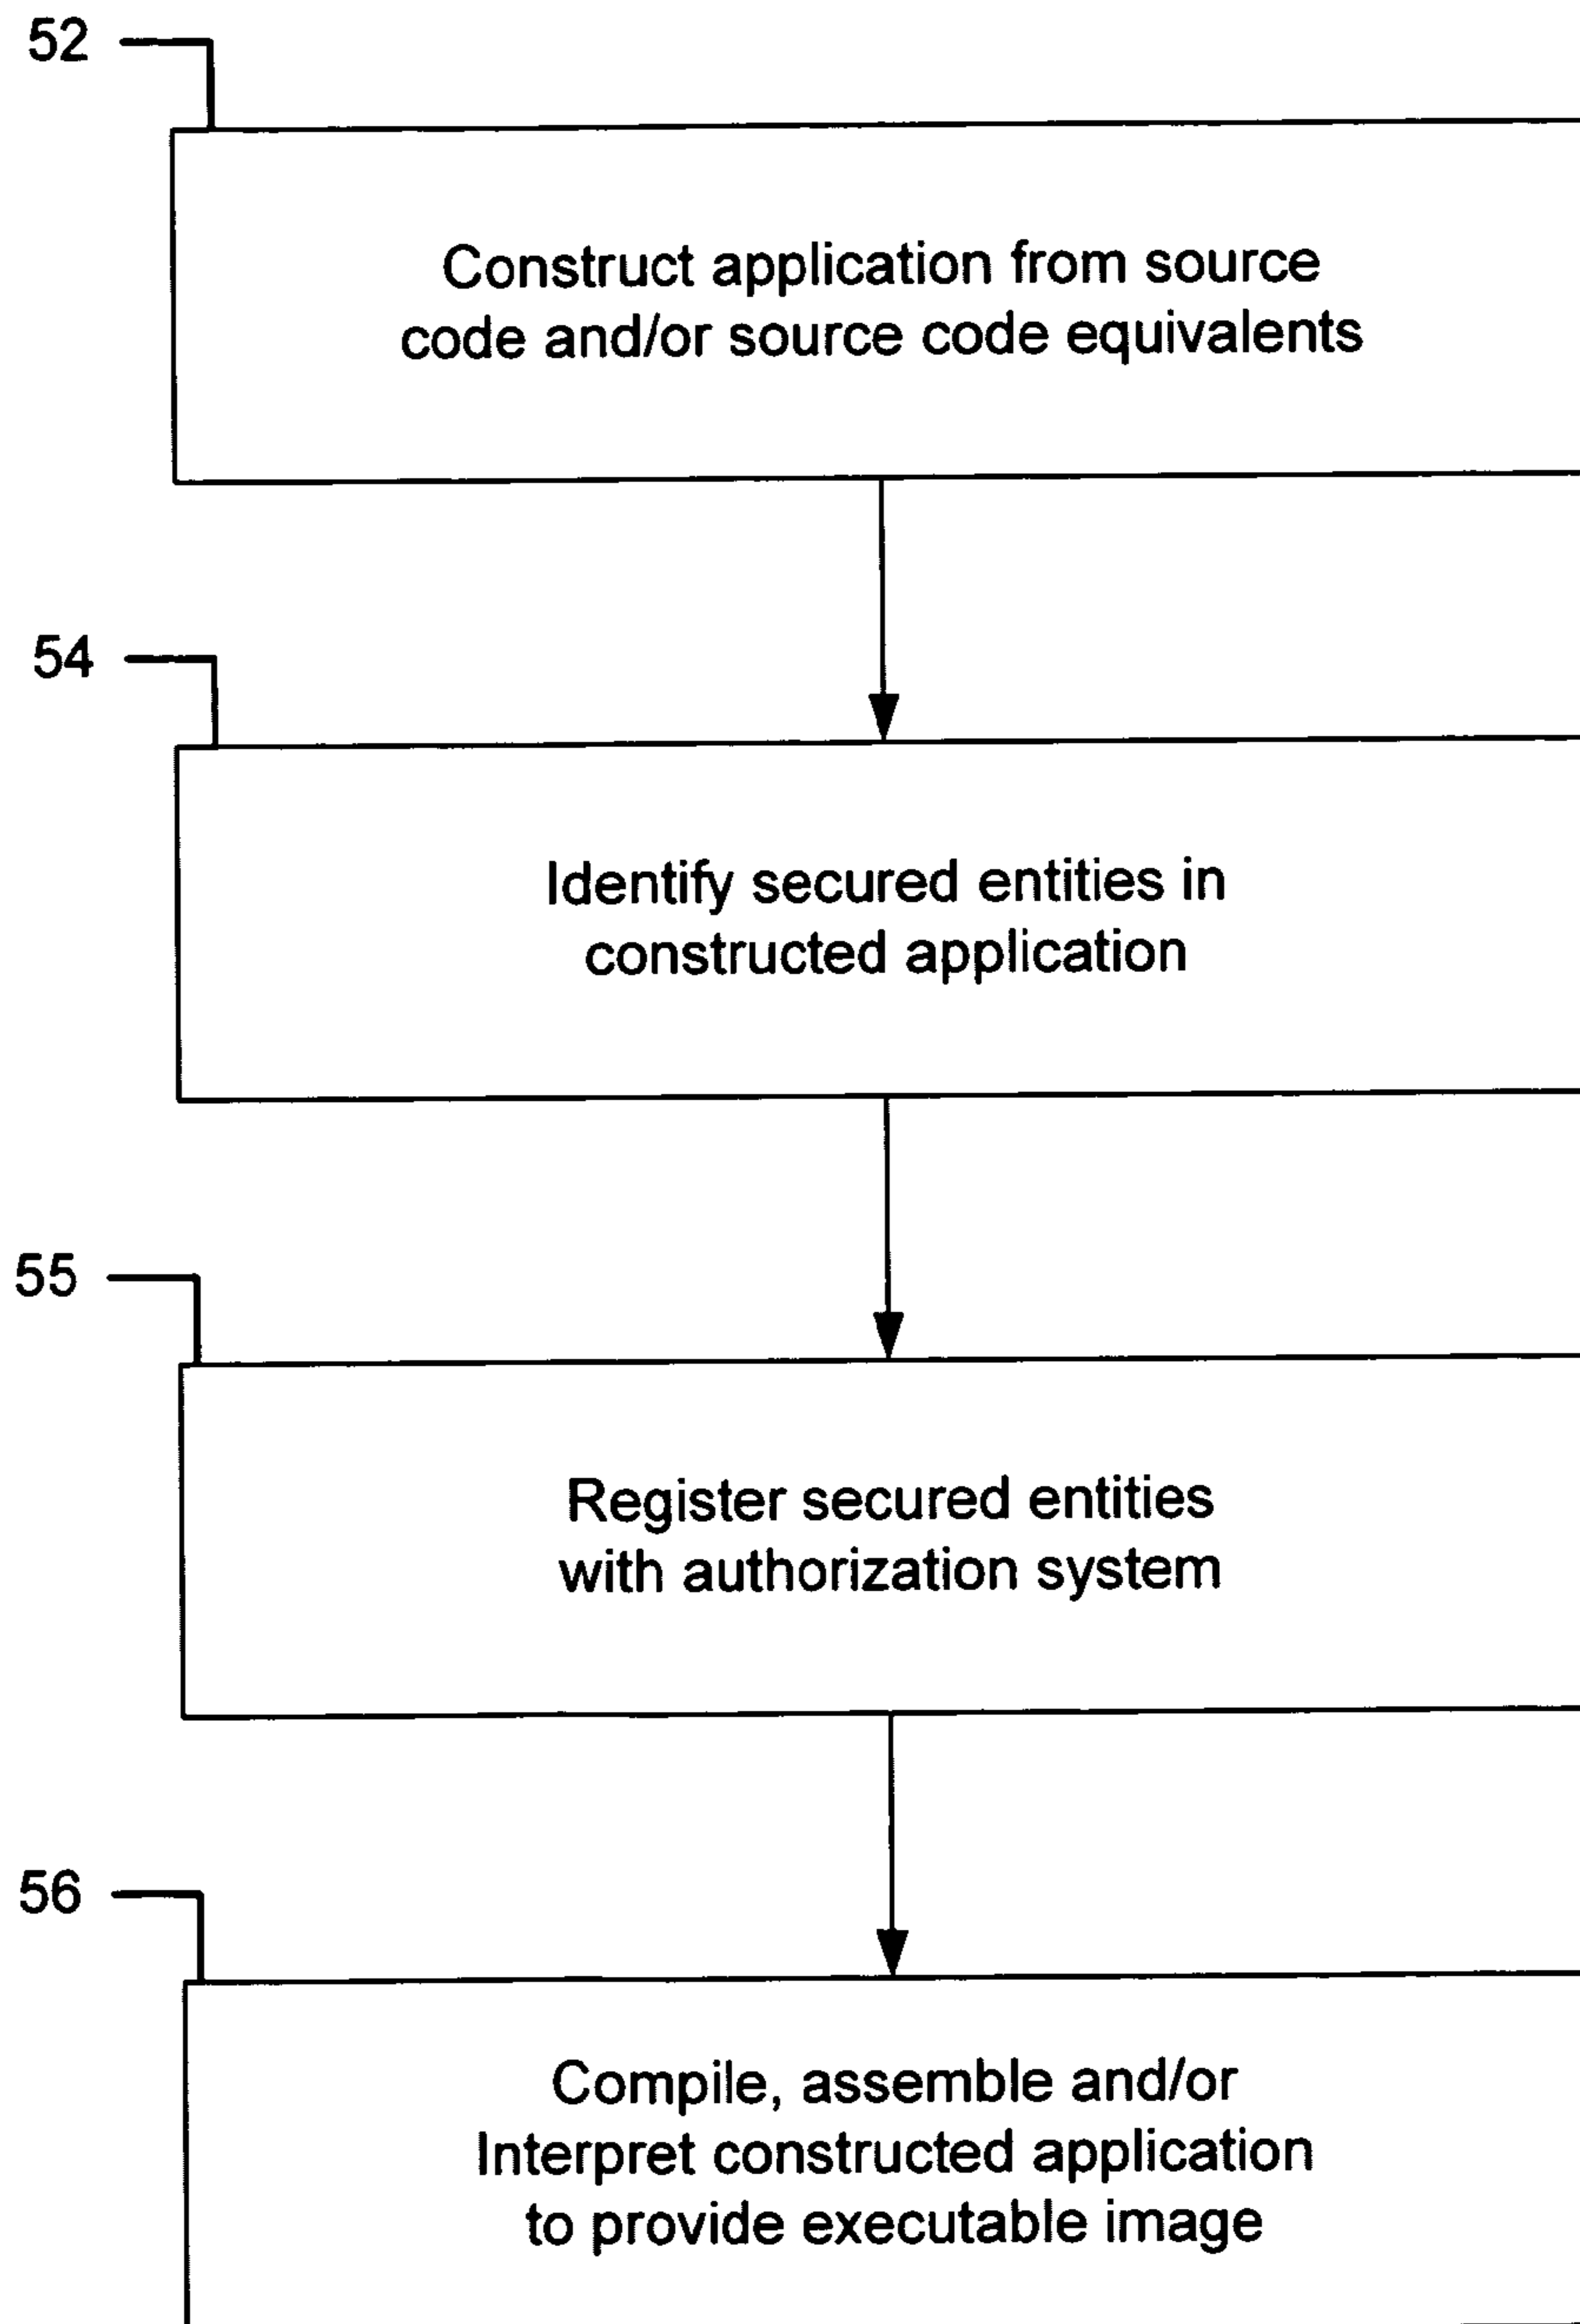 52
Construct application from source
code and/or source code equivalents
54
Identify secured entities in
constructed application
55
Register secured entities
with authorization system
56
Compile, assemble and/or
Interpret constructed application
to provide executable image